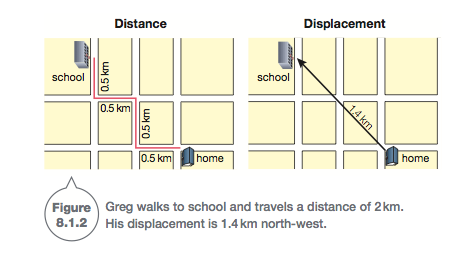 Distance
school
0.5 km
0.5 km
0.5 km
0.5 km
home
Displacement
school
1.4 km
home
Figure
8.1.2
Greg walks to school and travels a distance of 2 km.
His displacement is 1.4 km north-west.